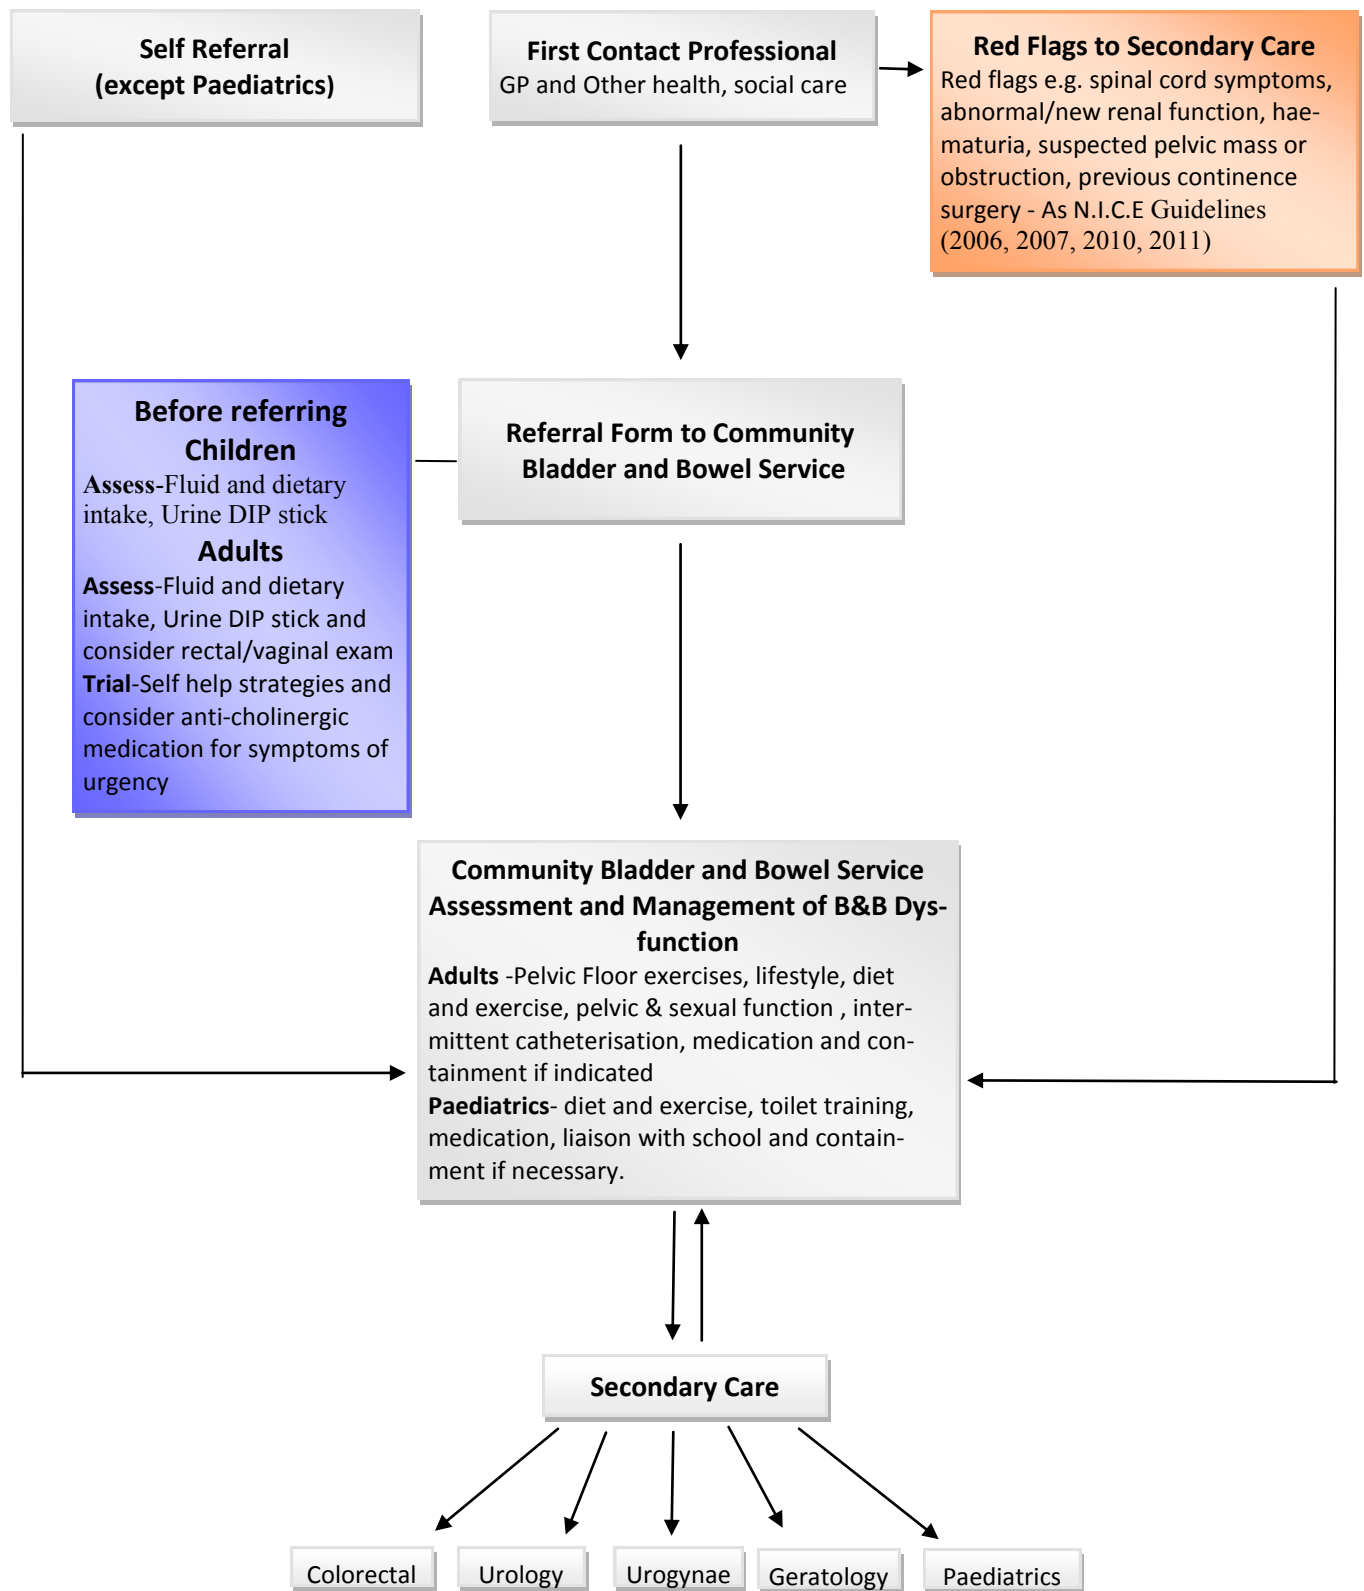 Self Referral
(except Paediatrics)
First Contact Professional
GP and Other health, social care
Red Flags to Secondary Care
Red flags e.g. spinal cord symptoms,
abnormal/new renal function, hae-
maturia, suspected pelvic mass or
obstruction, previous continence
surgery - As N.I.C.E Guidelines
(2006, 2007, 2010, 2011)
Before referring
Children
Assess-Fluid and dietary
intake, Urine DIP stick
Adults
Assess-Fluid and dietary
intake, Urine DIP stick and
consider rectal/vaginal exam
Trial-Self help strategies and
consider anti-cholinergic
medication for symptoms of
urgency
Referral Form to Community
Bladder and Bowel Service
Community Bladder and Bowel Service
Assessment and Management of B&B Dys-
function
Adults -Pelvic Floor exercises, lifestyle, diet
and exercise, pelvic & sexual function , inter-
mittent catheterisation, medication and con-
tainment if indicated
Paediatrics- diet and exercise, toilet training,
medication, liaison with school and contain-
ment if necessary.
Secondary Care
Colorectal
Urology
Urogynae
Geratology
Paediatrics